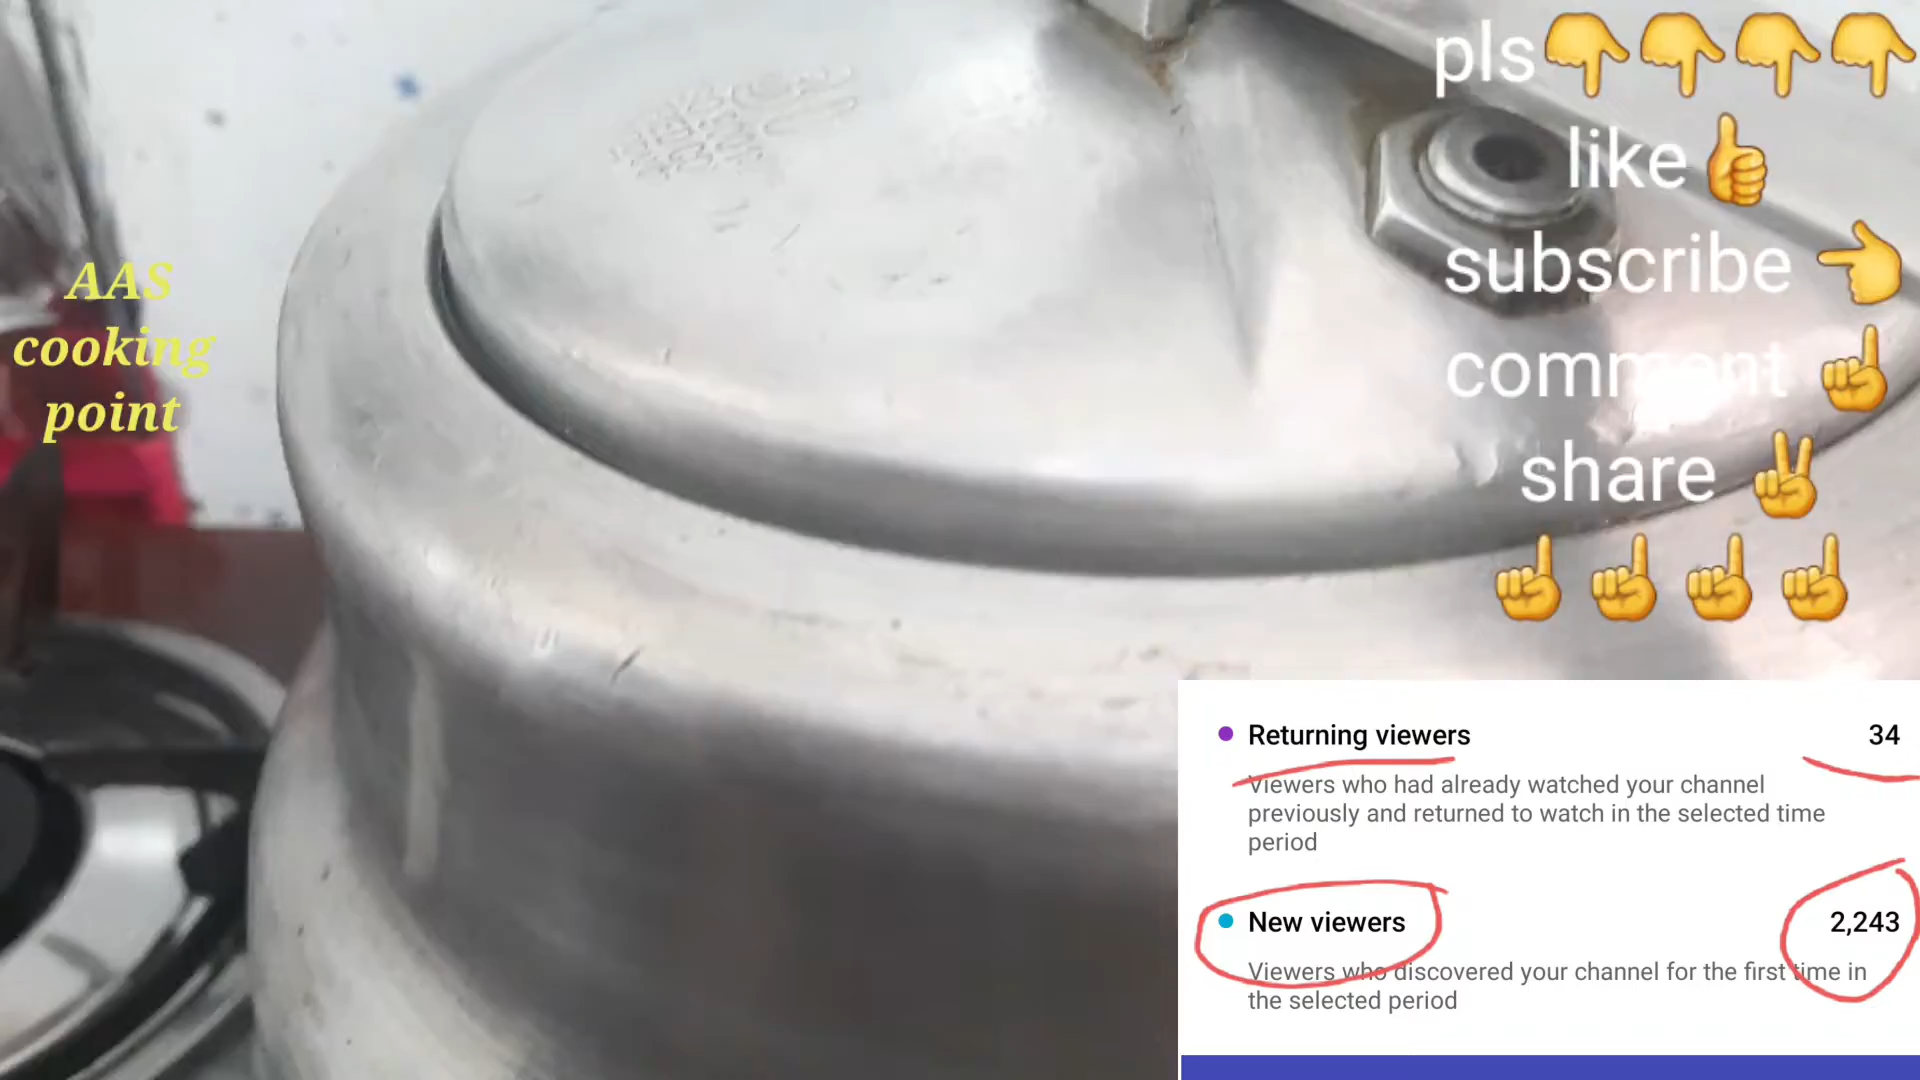 AAS
cooking
point
pls👇👇👇👇
like👍
subscribe 👈
comment ☝
share ✌
☝☝☝☝
Returning viewers 34
Viewers who had already watched your channel
previously and returned to watch in the selected time
period
New viewers 2,243
Viewers who discovered your channel for the first time in
the selected period